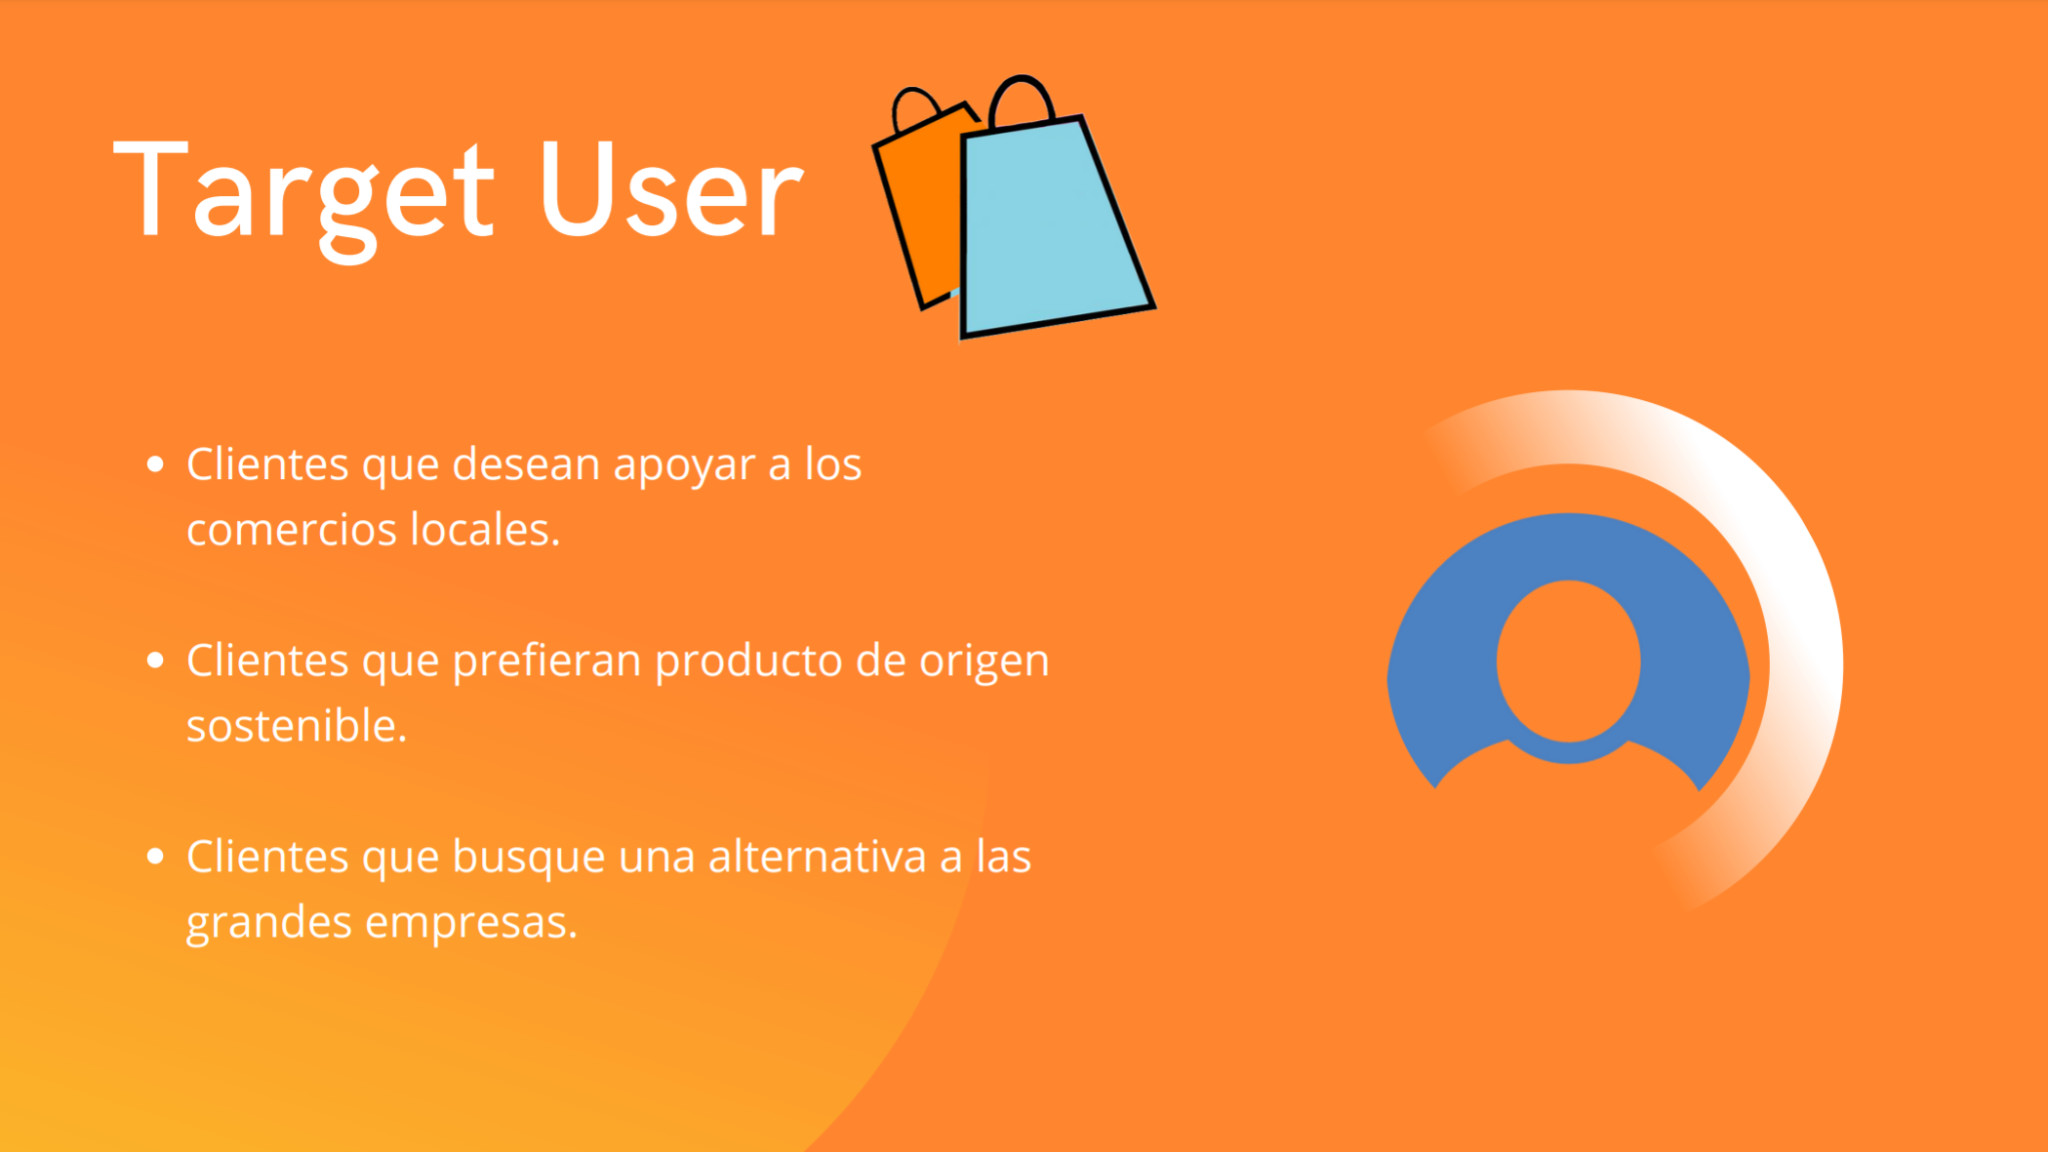 Target User
• Clientes que desean apoyar a los
comercios locales.
• Clientes que prefieran producto de origen
sostenible.
• Clientes que busque una alternativa a las
grandes empresas.